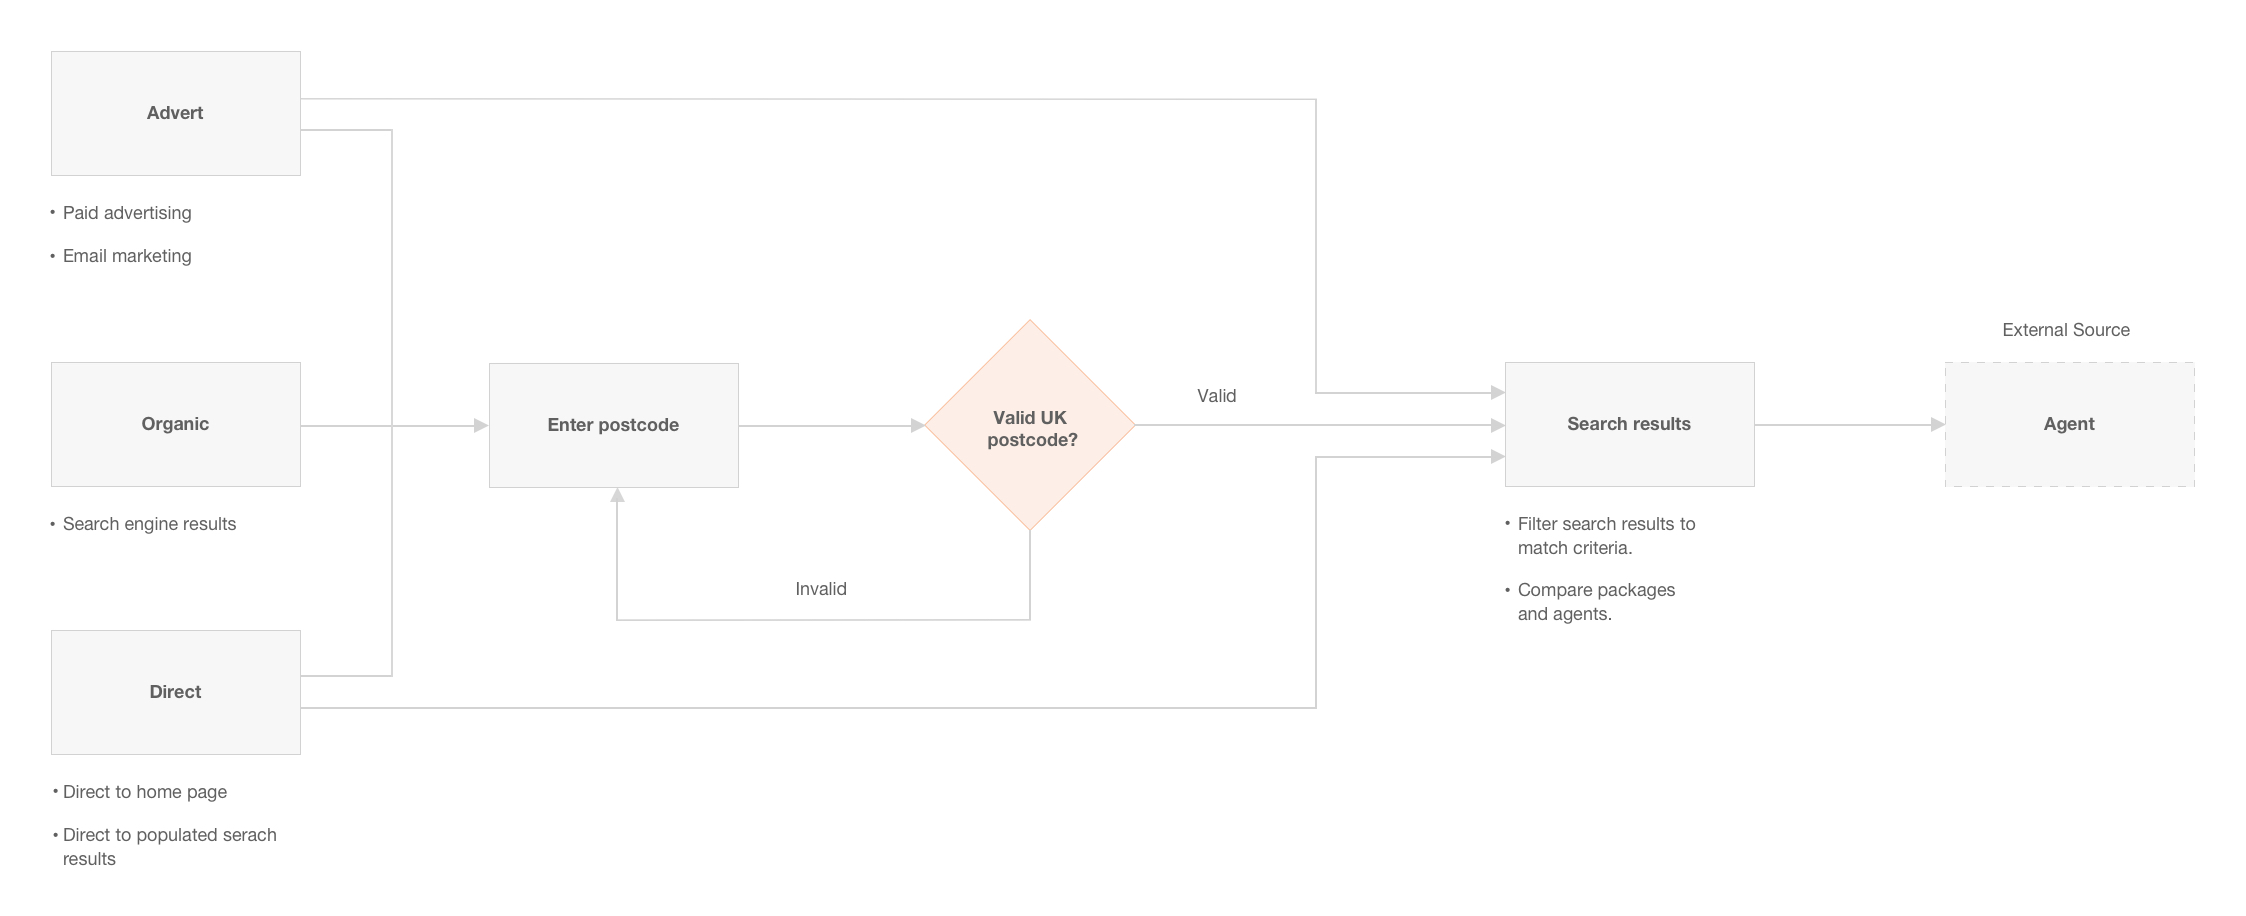 Advert
• Paid advertising
• Email marketing
Organic
• Search engine results
Direct
• Direct to home page
• Direct to populated serach
results
Enter postcode
Valid UK
postcode?
Valid
Invalid
Search results
• Filter search results to
match criteria.
• Compare packages
and agents.
External Source
Agent